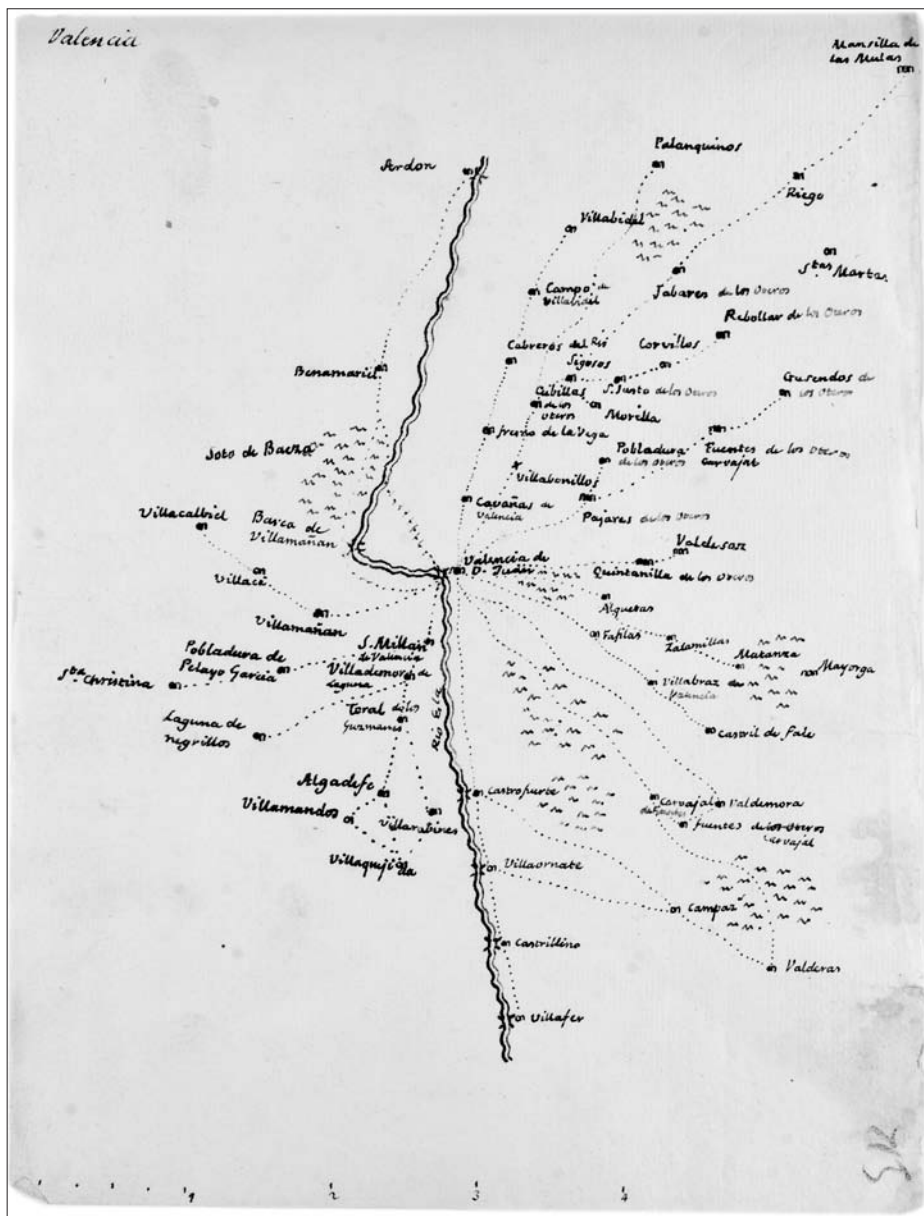 Valencia
Mansilla de
las Mulas
Palanquinos
Ardon
Riego
Villabidel
Stas Martas
Campo de
Villabidel
Jabares de los Oteros
Rebollar de los Oteros
Cabreros del Rio
Corvillos
Sigosos
Benamariel
Cubillas
de los
Oteros
S. Justo de los Oteros
Gusendos de
los Oteros
Morilla
fresno de la Vega
Soto de Baeza
Pobladura
de los Oteros
Fuentes de los Oteros
Carvajal
Villabonillos
Cavañas de
Valencia
Pajares de los Oteros
Villacalbiel
Barca de
Villamañan
Valdesaz
Valencia de
D. Juan
Quintanilla de los Oteros
Villacé
Algueras
Villamañan
Fafilas
Zalamillas
S. Millan
de Valencia
Matanza
Mayorga
Pobladura de
Pelayo Garcia
Villademor de
Laguna
Sta Christina
Villabraz de
Valencia
Toral de los
Guzmanes
Laguna de
negrillos
Rio Esla
Castril de fale
Algadefe
Castrofuerte
Carvajal
Valdemora
Villamandos
Villarabines
fuentes de los Oteros
Carvajal
Villaquejida
Villaornate
Campaz
Castrillino
Valderas
Villafer
1
2
3
4